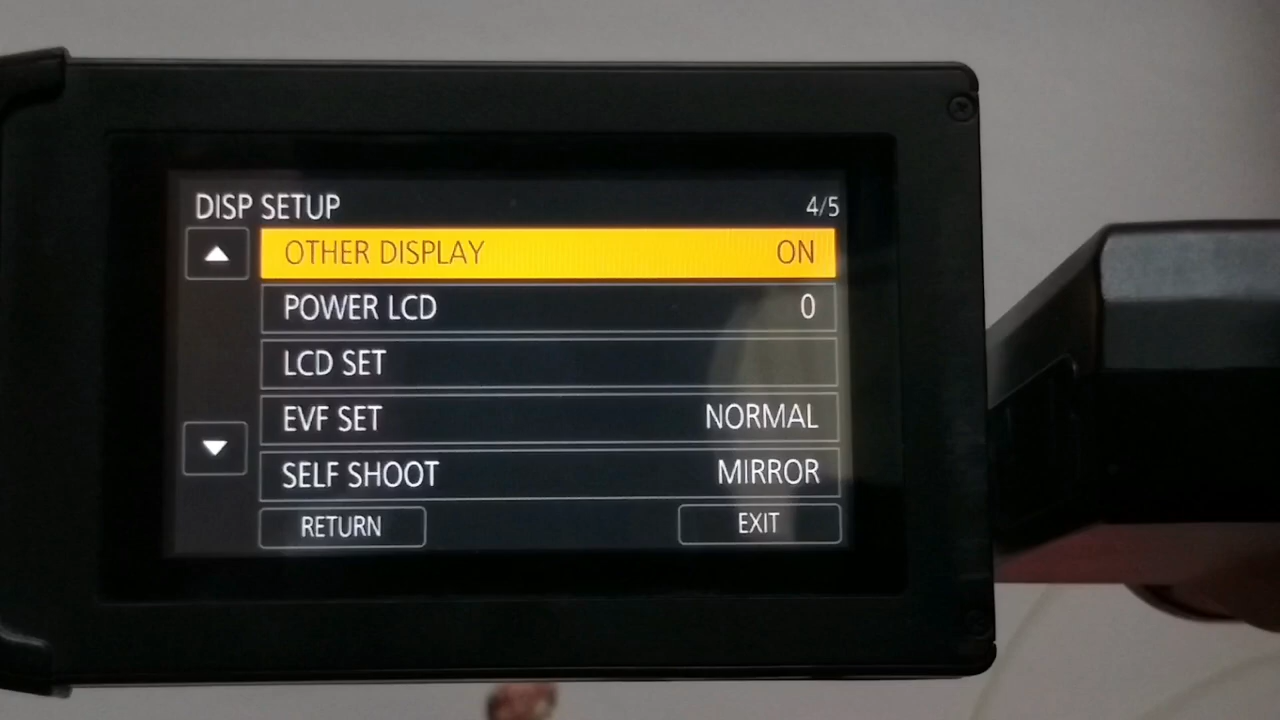 DISP SETUP 4/5
OTHER DISPLAY ON
POWER LCD 0
LCD SET
EVF SET NORMAL
SELF SHOOT MIRROR
RETURN EXIT